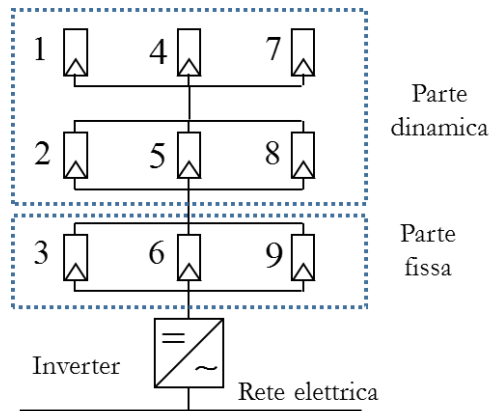 1 4 7
Parte
dinamica
2 5 8
Parte
fissa
3 6 9
=
~
Inverter
Rete elettrica